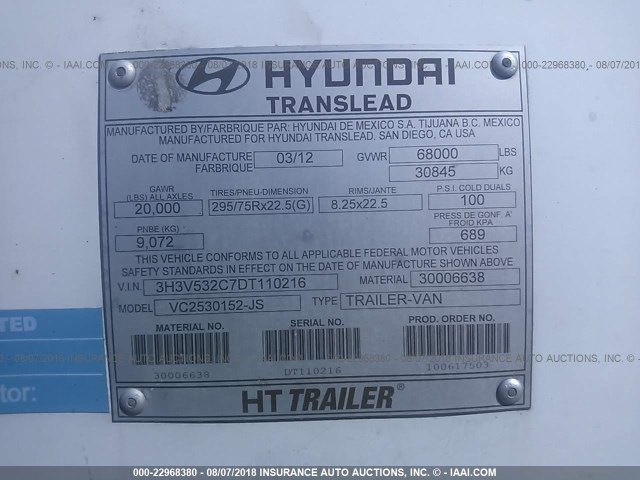 HYUNDAI
TRANSLEAD
MANUFACTURED BY/FABRIQUE PAR: HYUNDAI DE MEXICO S.A. TIJUANA B.C. MEXICO
MANUFACTURED FOR HYUNDAI TRANSLEAD. SAN DIEGO, CA USA
DATE OF MANUFACTURE 03/12 GVWR 68000 LBS
FABRIQUE 30845 KG
GAWR TIRES/PNEU-DIMENSION RIMS/JANTE P.S.I. COLD DUALS
(LBS) ALL AXLES
20,000 295/75Rx22.5(G) 8.25x22.5 100
PNBE (KG) PRESS DE GONF. A'
FROID KPA
9,072 689
THIS VEHICLE CONFORMS TO ALL APPLICABLE FEDERAL MOTOR VEHICLES
SAFETY STANDARDS IN EFFECT ON THE DATE OF MANUFACTURE SHOWN ABOVE
V.I.N. 3H3V532C7DT110216 MATERIAL 30006638
MODEL VC2530152-JS TYPE TRAILER-VAN
MATERIAL NO. SERIAL NO. PROD. ORDER NO.
30006638 DT110216 100617503
HT TRAILER®
000-22968380 - 08/07/2018 INSURANCE AUTO AUCTIONS, INC. - © IAAI.COM